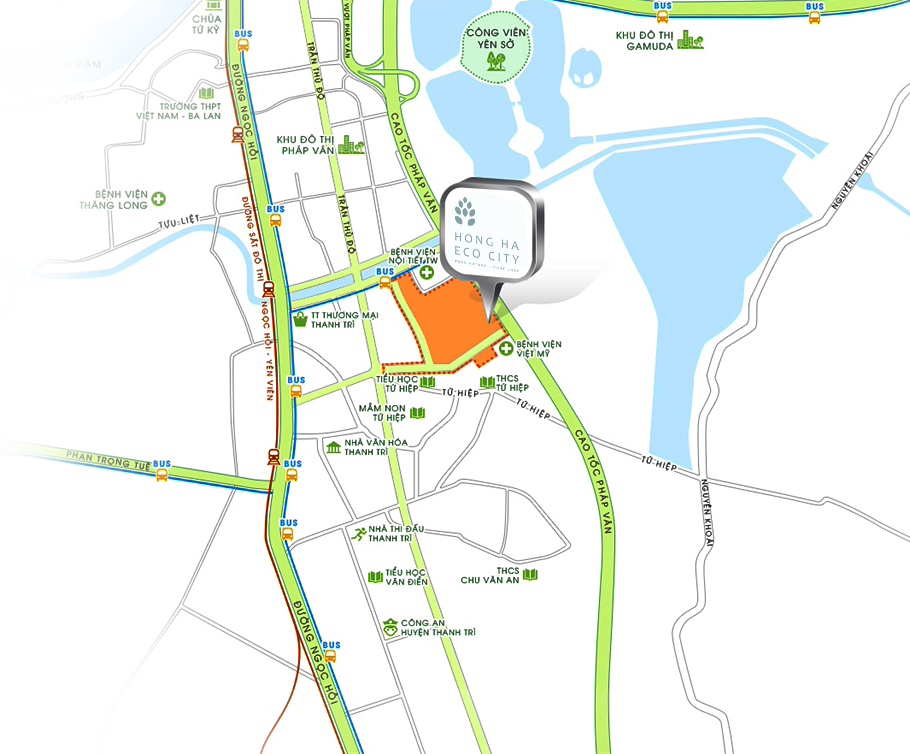 CHÙA
TỨ KỲ
BUS
ĐƯỜNG NGỌC HỒI
TRẦN THỦ ĐỘ
CÔNG VIÊN
YÊN SỞ
KHU ĐÔ THỊ
GAMUDA
BUS
BUS
TRƯỜNG THPT
VIỆT NAM - BA LAN
KHU ĐÔ THỊ
PHÁP VÂN
CAO TỐC PHÁP VÂN
NGUYỄN KHOÁI
BỆNH VIỆN
THĂNG LONG
TỰU LIỆT
BUS
ĐƯỜNG SẮT ĐÔ THỊ
TRẦN THỦ ĐỘ
HONG HA
ECO CITY
BỆNH VIỆN
NỘI TIẾT TW
BUS
TT THƯƠNG MẠI
THANH TRÌ
NGỌC HỒI - YÊN VIÊN
BỆNH VIỆN
VIỆT MỸ
BUS
TIỂU HỌC
TỨ HIỆP
THCS
TỨ HIỆP
TỨ HIỆP
TỨ HIỆP
MẦM NON
TỨ HIỆP
NHÀ VĂN HÓA
THANH TRÌ
CAO TỐC PHÁP VÂN
TỨ HIỆP
PHAN TRỌNG TUỆ
BUS
BUS
NGUYỄN KHOÁI
BUS
NHÀ THI ĐẤU
THANH TRÌ
TIỂU HỌC
VĂN ĐIỂN
THCS
CHU VĂN AN
ĐƯỜNG NGỌC HỒI
CÔNG AN
HUYỆN THANH TRÌ
BUS